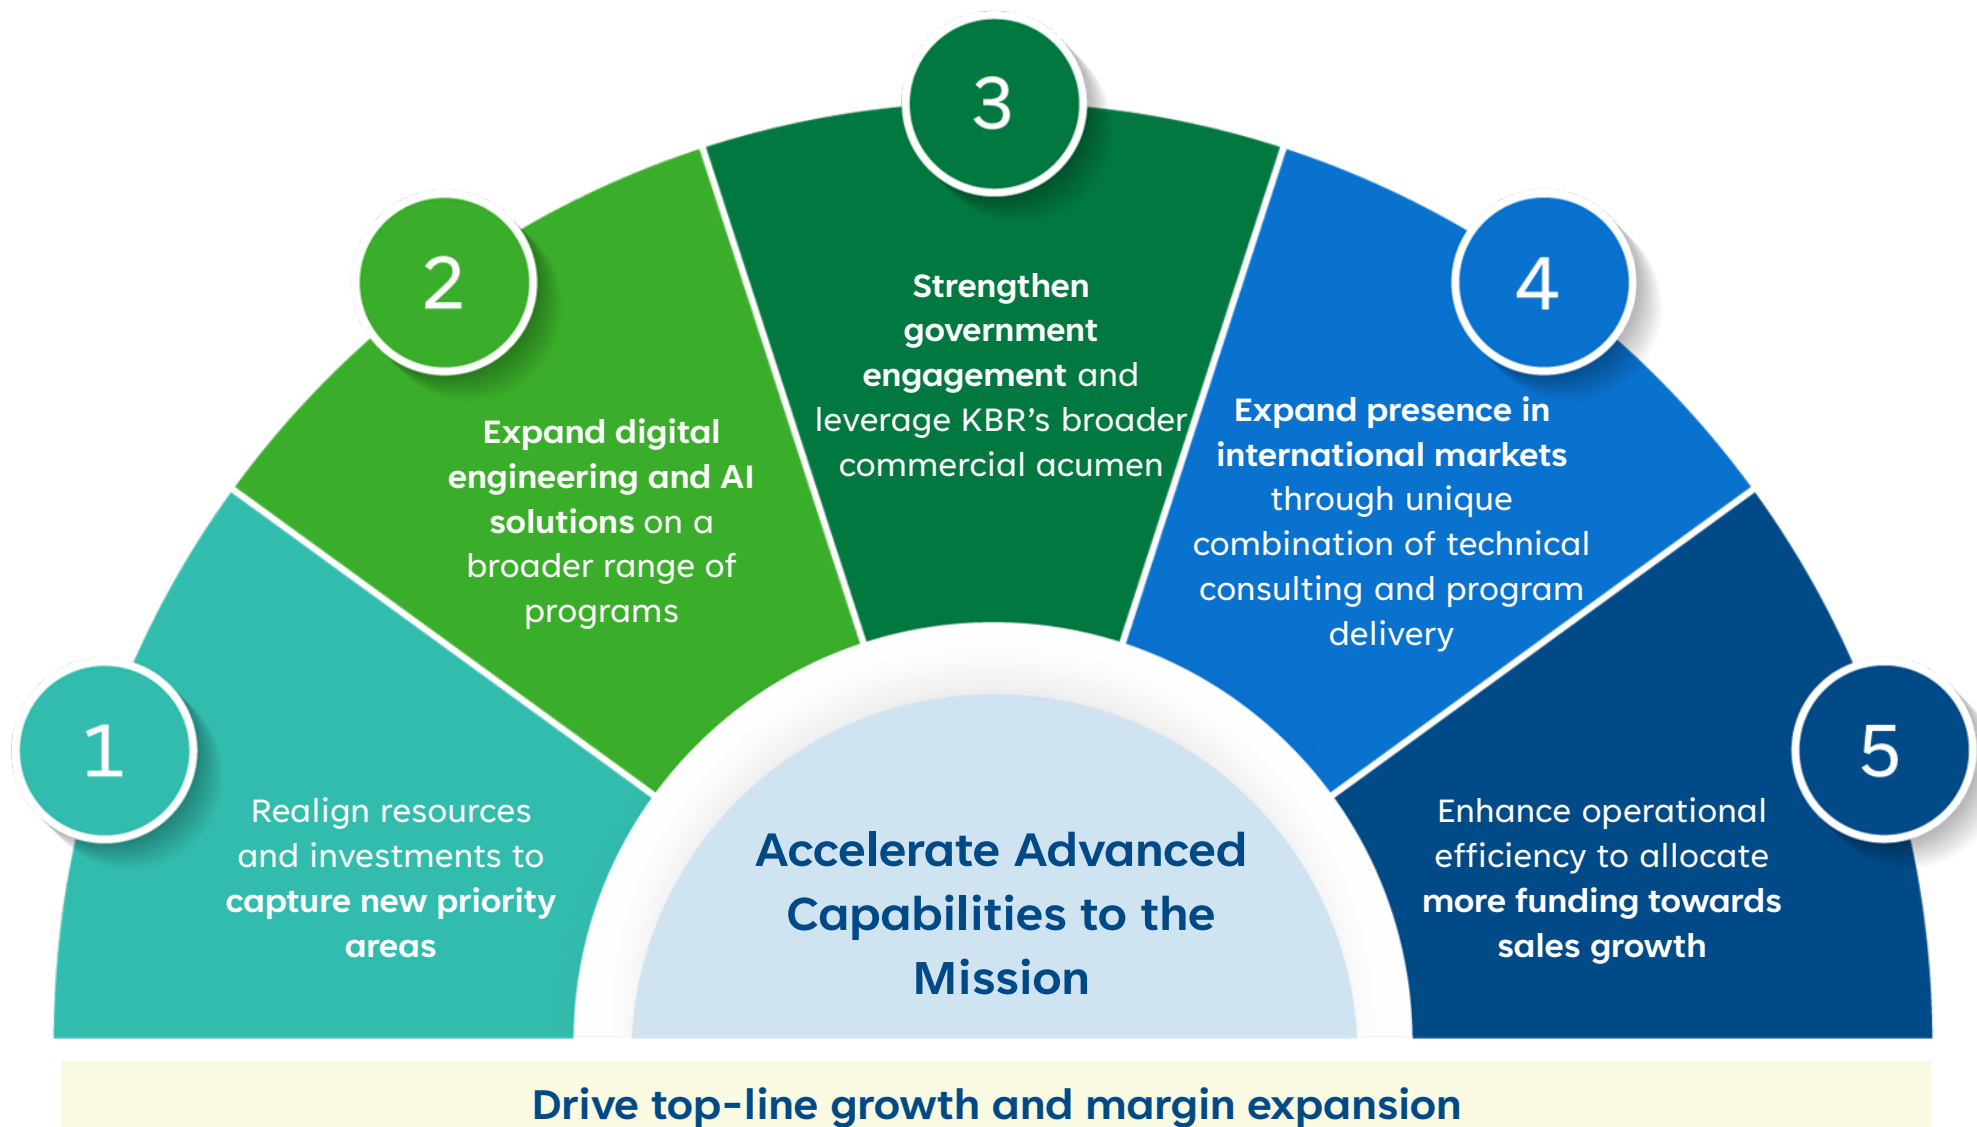 1
Realign resources
and investments to
capture new priority
areas
2
Expand digital
engineering and AI
solutions on a
broader range of
programs
3
Strengthen
government
engagement and
leverage KBR’s broader
commercial acumen
4
Expand presence in
international markets
through unique
combination of technical
consulting and program
delivery
5
Enhance operational
efficiency to allocate
more funding towards
sales growth
Accelerate Advanced
Capabilities to the
Mission
Drive top-line growth and margin expansion